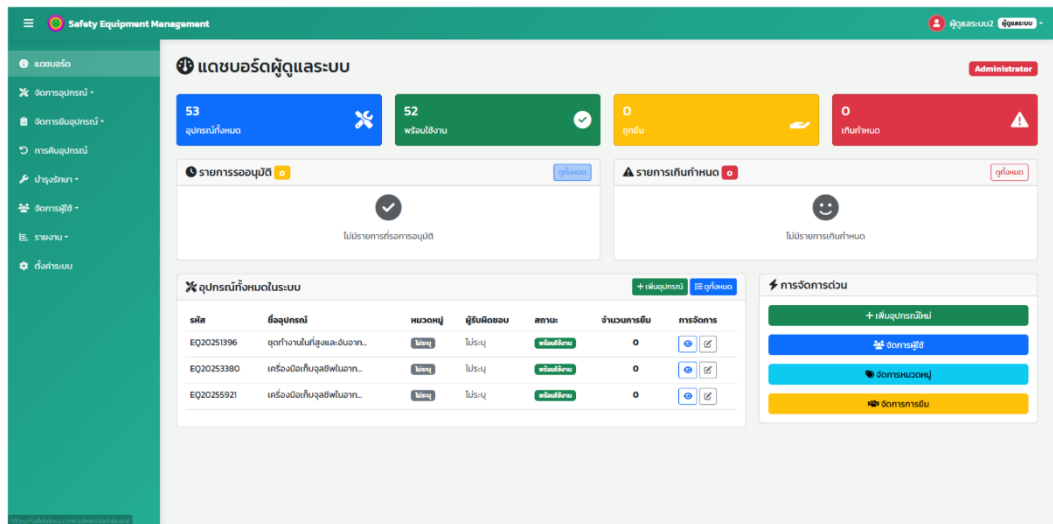 Safety Equipment Management
ผู้ดูแลระบบ2 ผู้ดูแลระบบ
แดชบอร์ด
จัดการอุปกรณ์
จัดการยืมอุปกรณ์
การคืนอุปกรณ์
บำรุงรักษา
จัดการผู้ใช้
รายงาน
ตั้งค่าระบบ
แดชบอร์ดผู้ดูแลระบบ
Administrator
53
อุปกรณ์ทั้งหมด
52
พร้อมใช้งาน
0
ถูกยืม
0
เกินกำหนด
รายการรออนุมัติ 0
ดูทั้งหมด
ไม่มีรายการที่รอการอนุมัติ
รายการเกินกำหนด 0
ดูทั้งหมด
ไม่มีรายการเกินกำหนด
อุปกรณ์ทั้งหมดในระบบ
+ เพิ่มอุปกรณ์ ดูทั้งหมด
รหัส ชื่ออุปกรณ์ หมวดหมู่ ผู้รับผิดชอบ สถานะ จำนวนการยืม การจัดการ
EQ20251396 ชุดทำงานในที่สูงและอับอาก... ไม่ระบุ ไม่ระบุ พร้อมใช้งาน 0
EQ20253380 เครื่องมือเก็บจุลชีพในอาก... ไม่ระบุ ไม่ระบุ พร้อมใช้งาน 0
EQ20255921 เครื่องมือเก็บจุลชีพในอาก... ไม่ระบุ ไม่ระบุ พร้อมใช้งาน 0
การจัดการด่วน
+ เพิ่มอุปกรณ์ใหม่
จัดการผู้ใช้
จัดการหมวดหมู่
จัดการการยืม